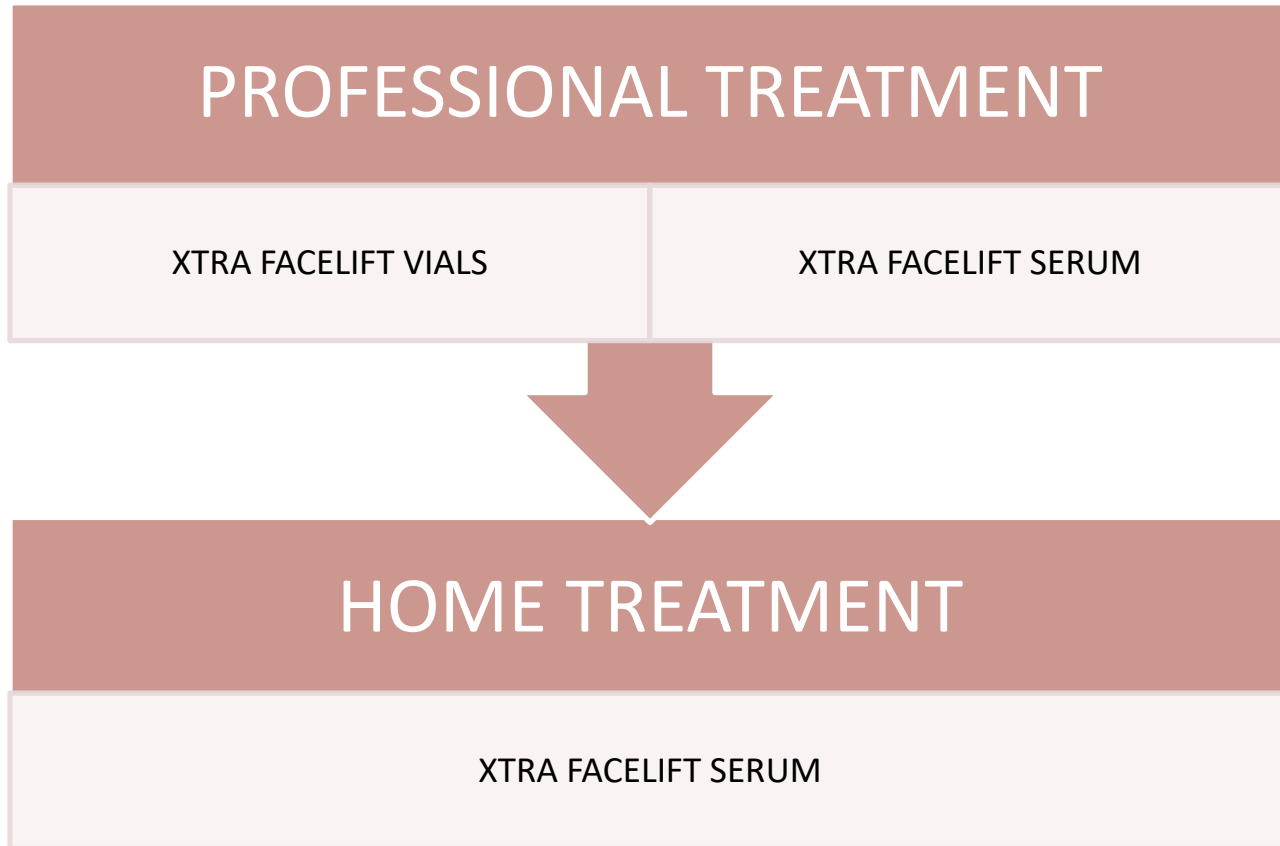 PROFESSIONAL TREATMENT
XTRA FACELIFT VIALS
XTRA FACELIFT SERUM
HOME TREATMENT
XTRA FACELIFT SERUM